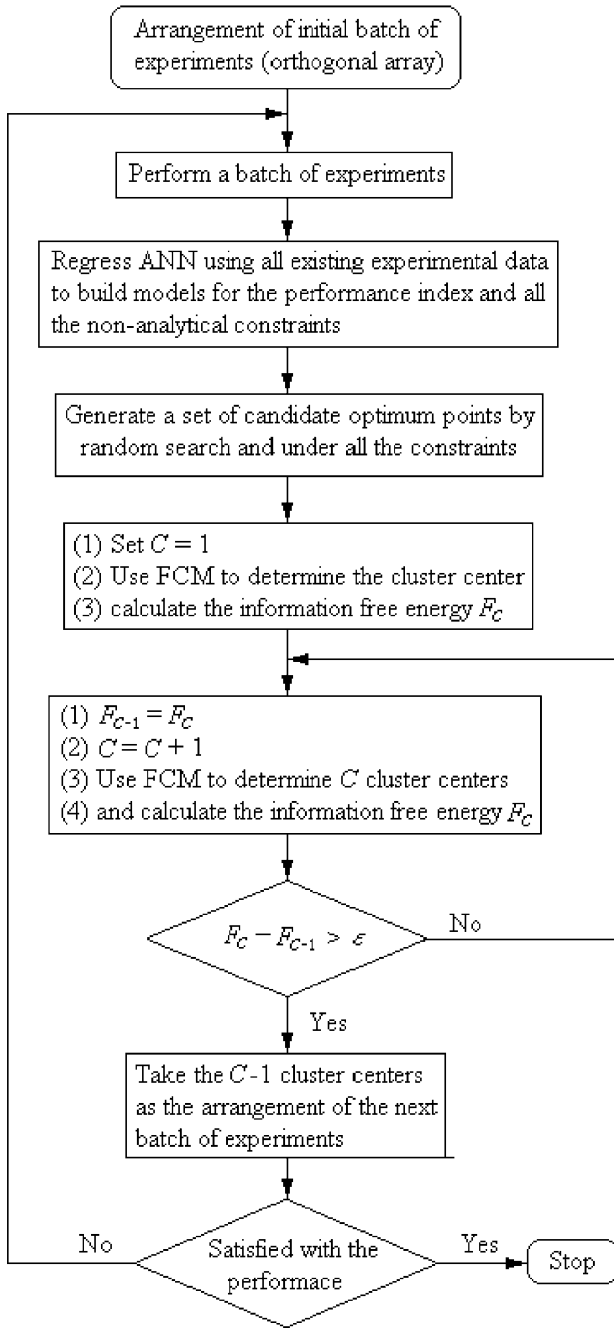 Arrangement of initial batch of
experiments (orthogonal array)
Perform a batch of experiments
Regress ANN using all existing experimental data
to build models for the performance index and all
the non-analytical constraints
Generate a set of candidate optimum points by
random search and under all the constraints
(1) Set C = 1
(2) Use FCM to determine the cluster center
(3) calculate the information free energy F_C
(1) F_{C-1} = F_C
(2) C = C + 1
(3) Use FCM to determine C cluster centers
(4) and calculate the information free energy F_C
F_C − F_{C-1} > ε
No
Yes
Take the C-1 cluster centers
as the arrangement of the next
batch of experiments
No
Satisfied with the
performace
Yes
Stop